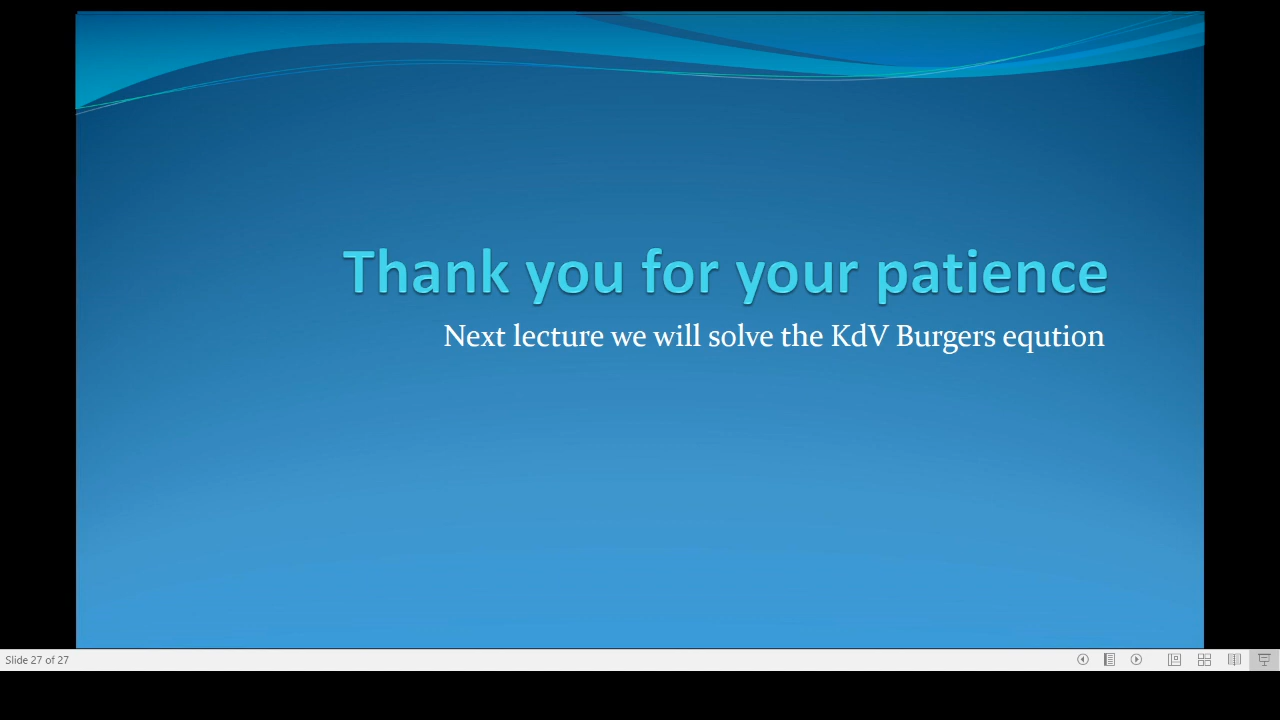 Thank you for your patience
Next lecture we will solve the KdV Burgers eqution
Slide 27 of 27